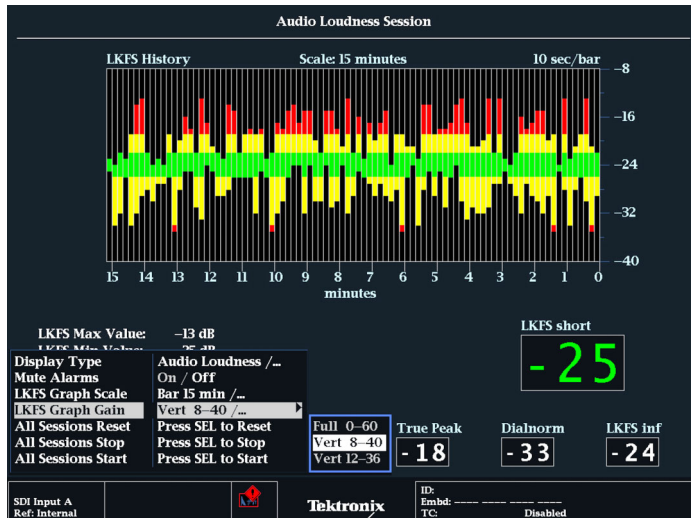 Audio Loudness Session
LKFS History Scale: 15 minutes 10 sec/bar
-8
-16
-24
-32
-40
15 14 13 12 11 10 9 8 7 6 5 4 3 2 1 0
minutes
LKFS Max Value: -13 dB
LKFS short
-25
Display Type Audio Loudness /...
Mute Alarms On / Off
LKFS Graph Scale Bar 15 min /...
LKFS Graph Gain Vert 8-40 /...
All Sessions Reset Press SEL to Reset
All Sessions Stop Press SEL to Stop
All Sessions Start Press SEL to Start
Full 0-60
Vert 8-40
Vert 12-36
True Peak Dialnorm LKFS inf
-18 -33 -24
SDI Input A
Ref: Internal
Tektronix
ID:
Embd: ---- ---- ---- ----
TC: Disabled